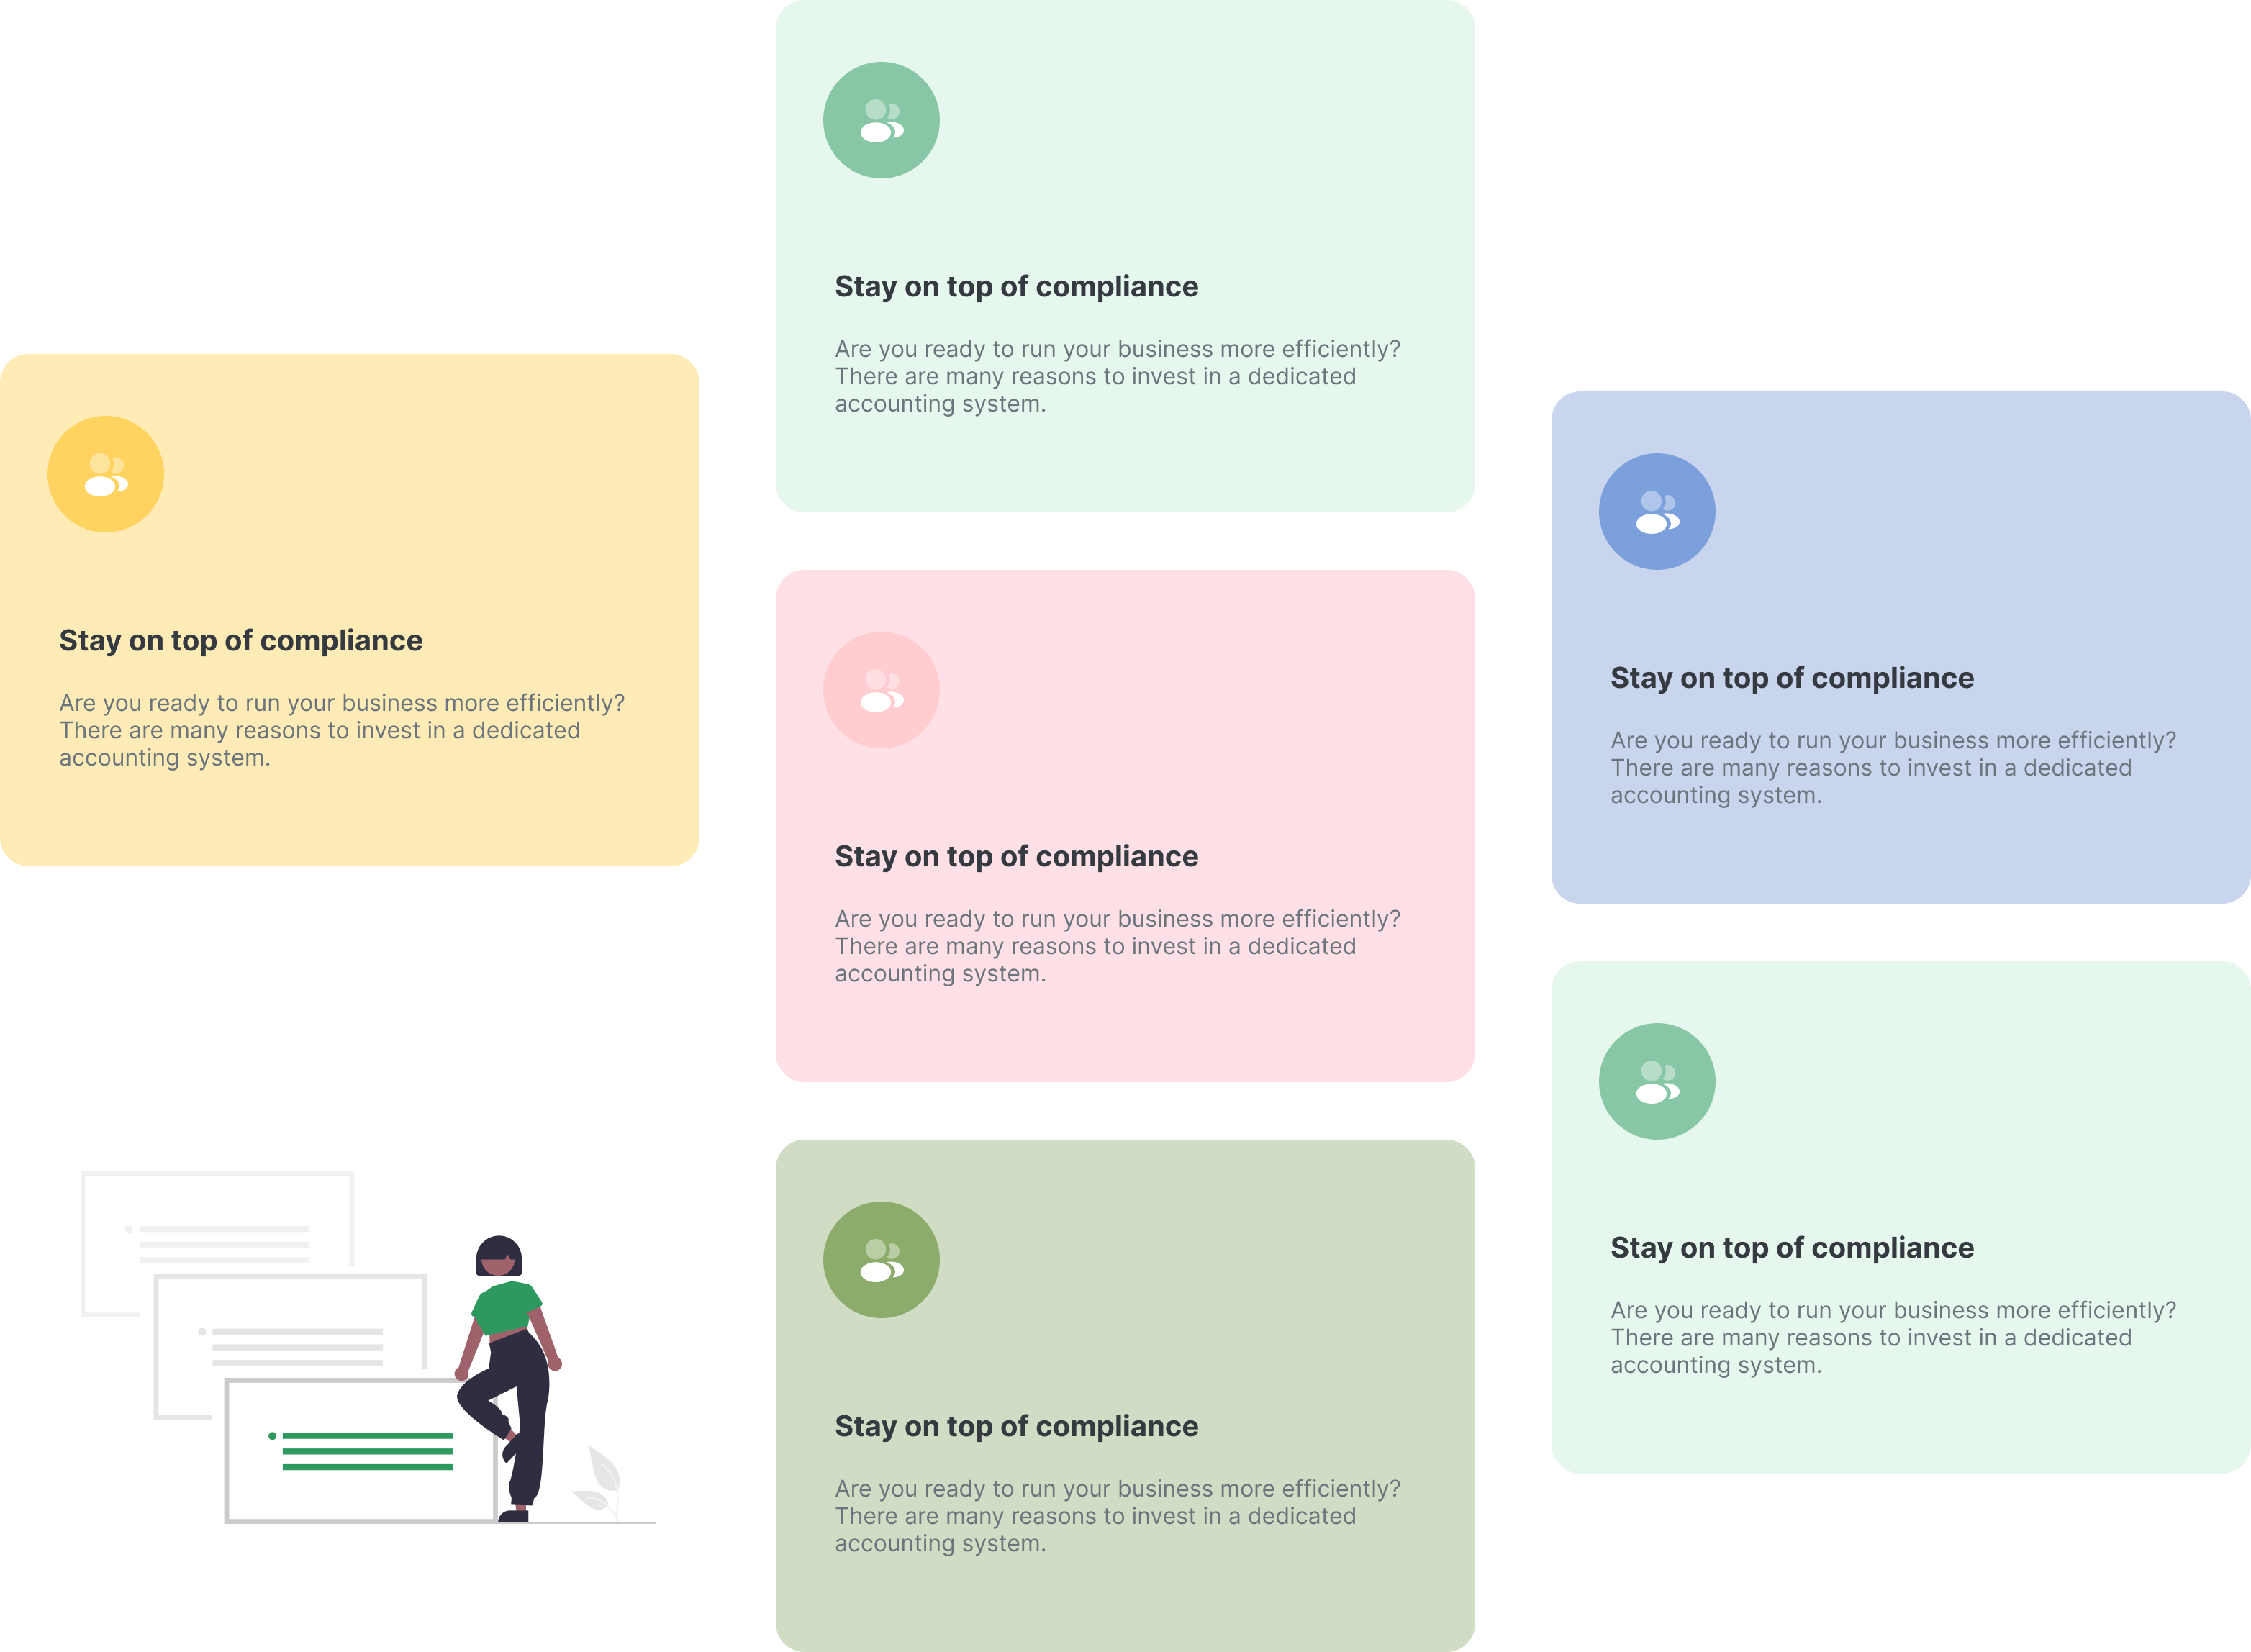 Stay on top of compliance
Are you ready to run your business more efficiently?
There are many reasons to invest in a dedicated
accounting system.
Stay on top of compliance
Are you ready to run your business more efficiently?
There are many reasons to invest in a dedicated
accounting system.
Stay on top of compliance
Are you ready to run your business more efficiently?
There are many reasons to invest in a dedicated
accounting system.
Stay on top of compliance
Are you ready to run your business more efficiently?
There are many reasons to invest in a dedicated
accounting system.
Stay on top of compliance
Are you ready to run your business more efficiently?
There are many reasons to invest in a dedicated
accounting system.
Stay on top of compliance
Are you ready to run your business more efficiently?
There are many reasons to invest in a dedicated
accounting system.